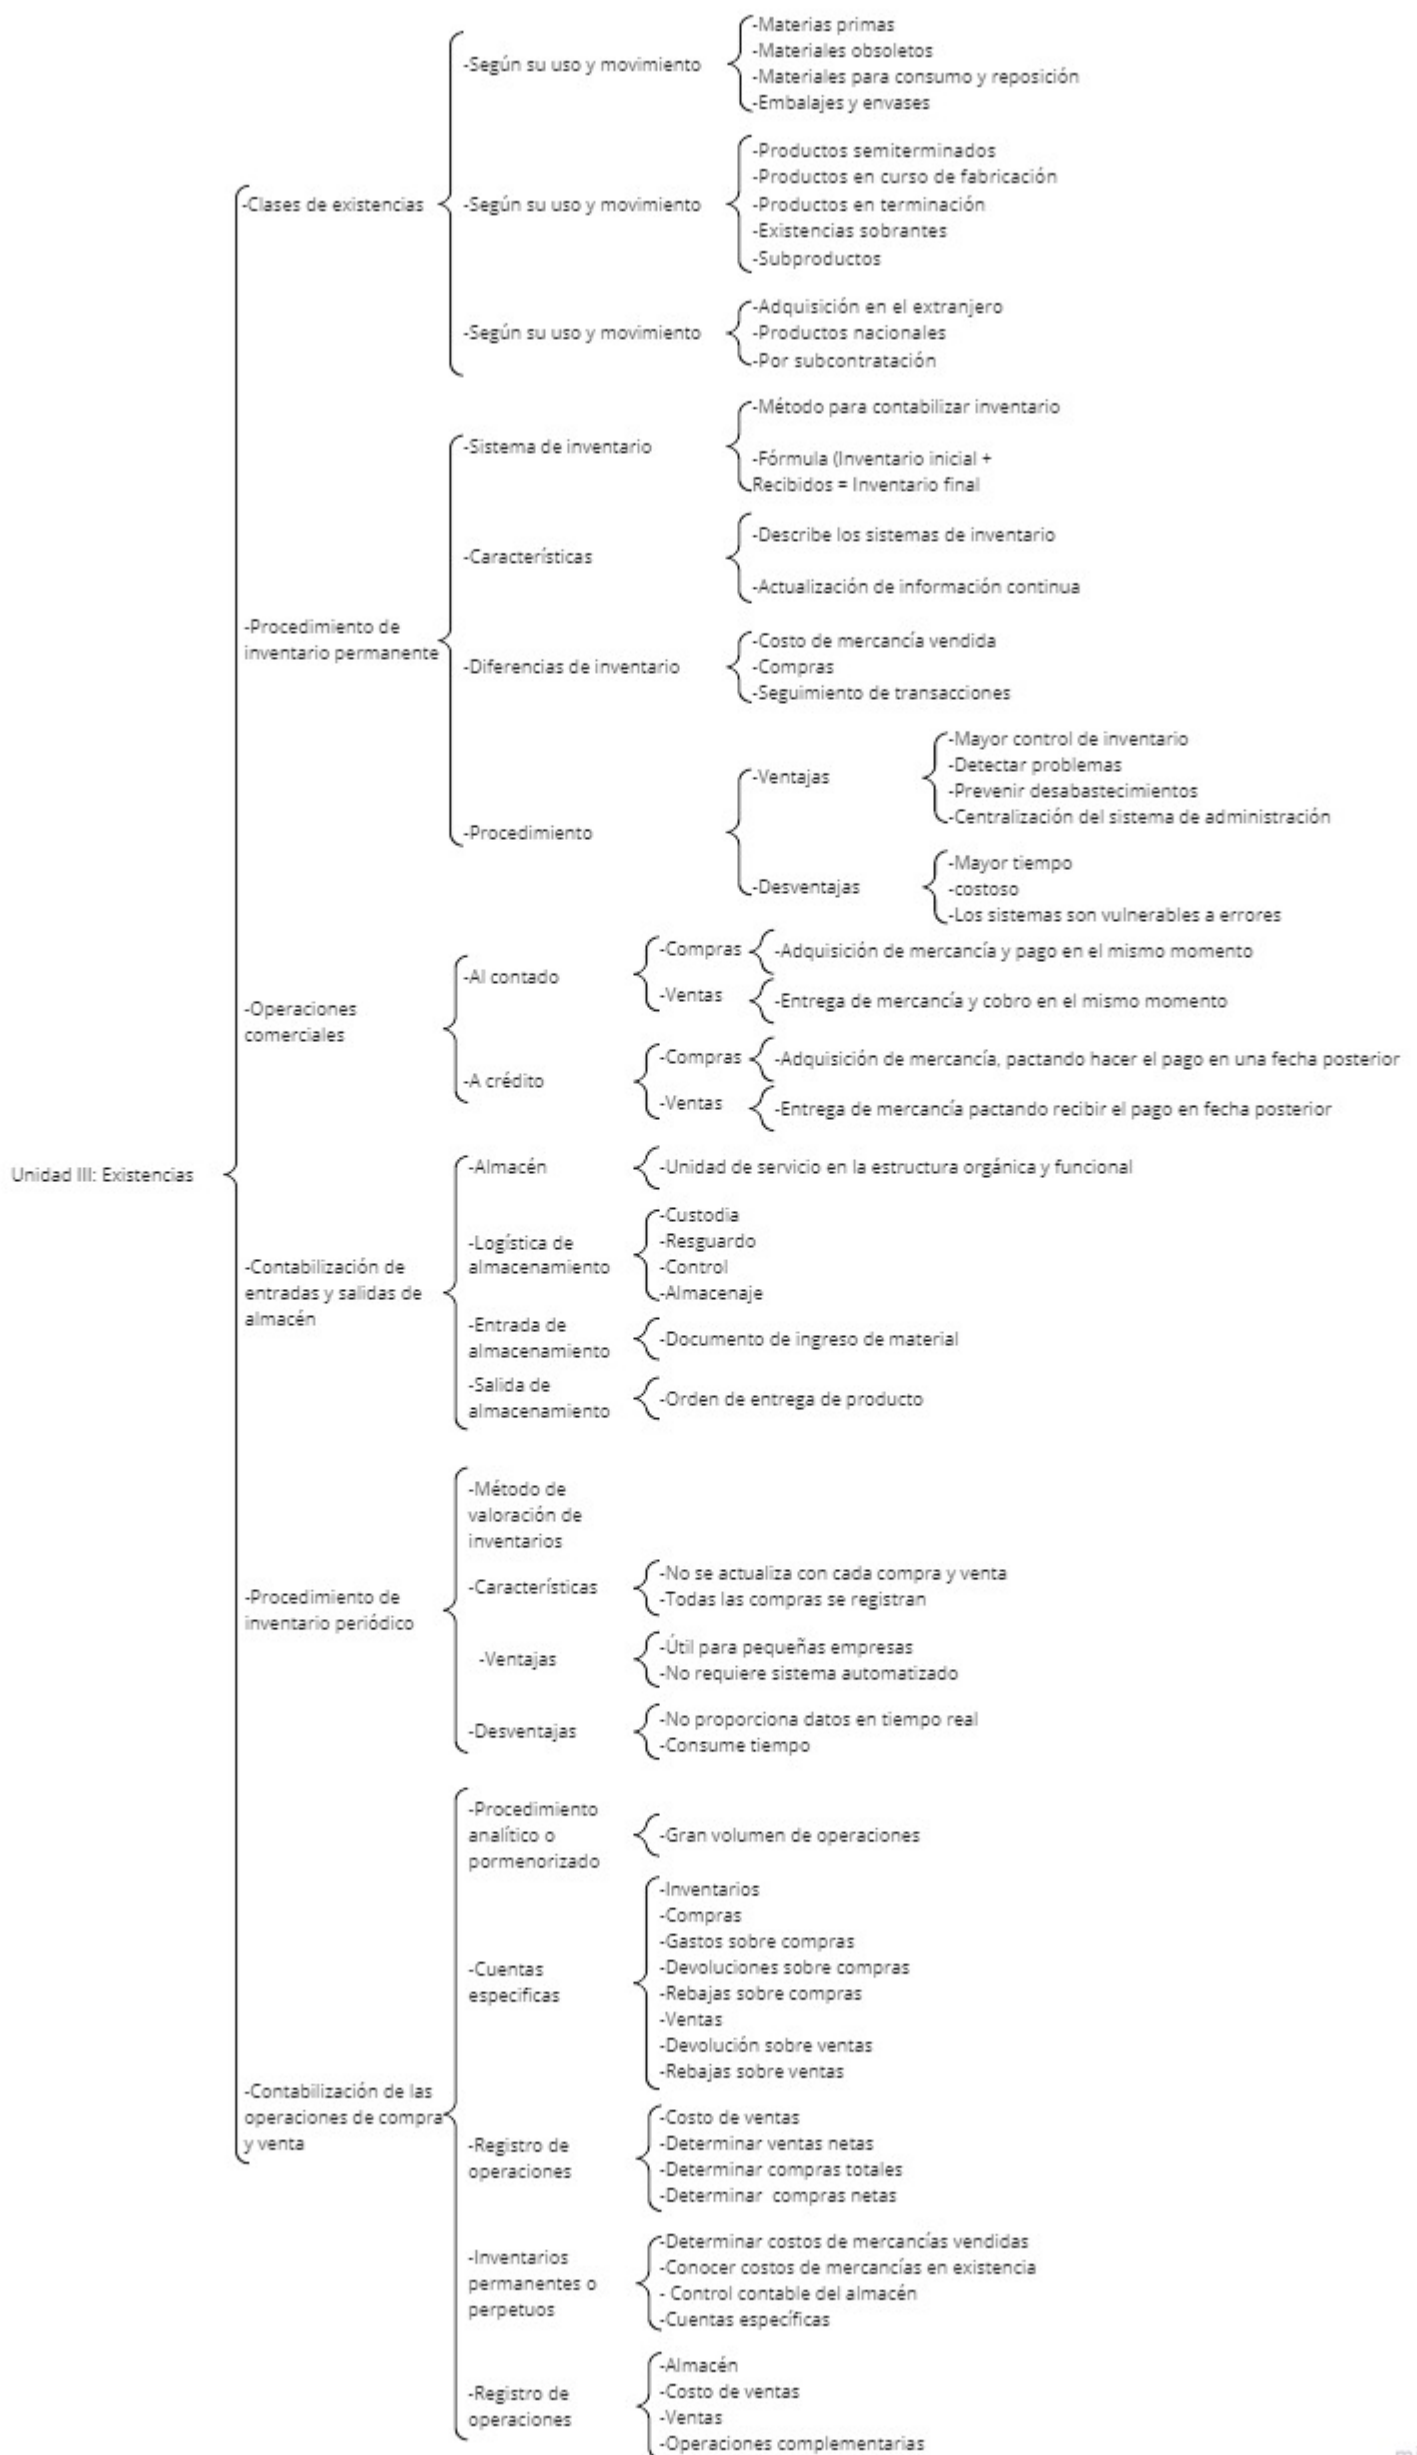 Unidad III: Existencias
-Clases de existencias
-Según su uso y movimiento
-Materias primas
-Materiales obsoletos
-Materiales para consumo y reposición
-Embalajes y envases
-Según su uso y movimiento
-Productos semiterminados
-Productos en curso de fabricación
-Productos en terminación
-Existencias sobrantes
-Subproductos
-Según su uso y movimiento
-Adquisición en el extranjero
-Productos nacionales
-Por subcontratación
-Procedimiento de
inventario permanente
-Sistema de inventario
-Método para contabilizar inventario
-Fórmula (Inventario inicial +
Recibidos = Inventario final
-Características
-Describe los sistemas de inventario
-Actualización de información continua
-Diferencias de inventario
-Costo de mercancía vendida
-Compras
-Seguimiento de transacciones
-Procedimiento
-Ventajas
-Mayor control de inventario
-Detectar problemas
-Prevenir desabastecimientos
-Centralización del sistema de administración
-Desventajas
-Mayor tiempo
-costoso
-Los sistemas son vulnerables a errores
-Operaciones
comerciales
-Al contado
-Compras
-Adquisición de mercancía y pago en el mismo momento
-Ventas
-Entrega de mercancía y cobro en el mismo momento
-A crédito
-Compras
-Adquisición de mercancía, pactando hacer el pago en una fecha posterior
-Ventas
-Entrega de mercancía pactando recibir el pago en fecha posterior
-Contabilización de
entradas y salidas de
almacén
-Almacén
-Unidad de servicio en la estructura orgánica y funcional
-Logística de
almacenamiento
-Custodia
-Resguardo
-Control
-Almacenaje
-Entrada de
almacenamiento
-Documento de ingreso de material
-Salida de
almacenamiento
-Orden de entrega de producto
-Procedimiento de
inventario periódico
-Método de
valoración de
inventarios
-Características
-No se actualiza con cada compra y venta
-Todas las compras se registran
-Ventajas
-Útil para pequeñas empresas
-No requiere sistema automatizado
-Desventajas
-No proporciona datos en tiempo real
-Consume tiempo
-Contabilización de las
operaciones de compra
y venta
-Procedimiento
analítico o
pormenorizado
-Gran volumen de operaciones
-Cuentas
especificas
-Inventarios
-Compras
-Gastos sobre compras
-Devoluciones sobre compras
-Rebajas sobre compras
-Ventas
-Devolución sobre ventas
-Rebajas sobre ventas
-Registro de
operaciones
-Costo de ventas
-Determinar ventas netas
-Determinar compras totales
-Determinar compras netas
-Inventarios
permanentes o
perpetuos
-Determinar costos de mercancías vendidas
-Conocer costos de mercancías en existencia
- Control contable del almacén
-Cuentas específicas
-Registro de
operaciones
-Almacén
-Costo de ventas
-Ventas
-Operaciones complementarias